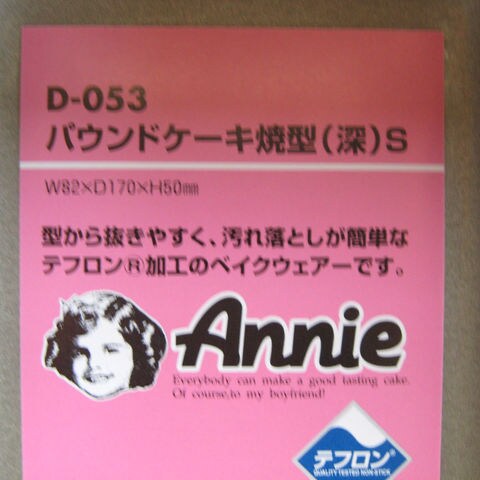 D-053
パウンドケーキ焼型(深)S
W82×D170×H50㎜
型から抜きやすく、汚れ落としが簡単な
テフロン®加工のベイクウェアーです。
Annie
Everybody can make a good tasting cake.
Of course,to my boyfriend!
テフロン®
QUALITY TESTED NON-STICK